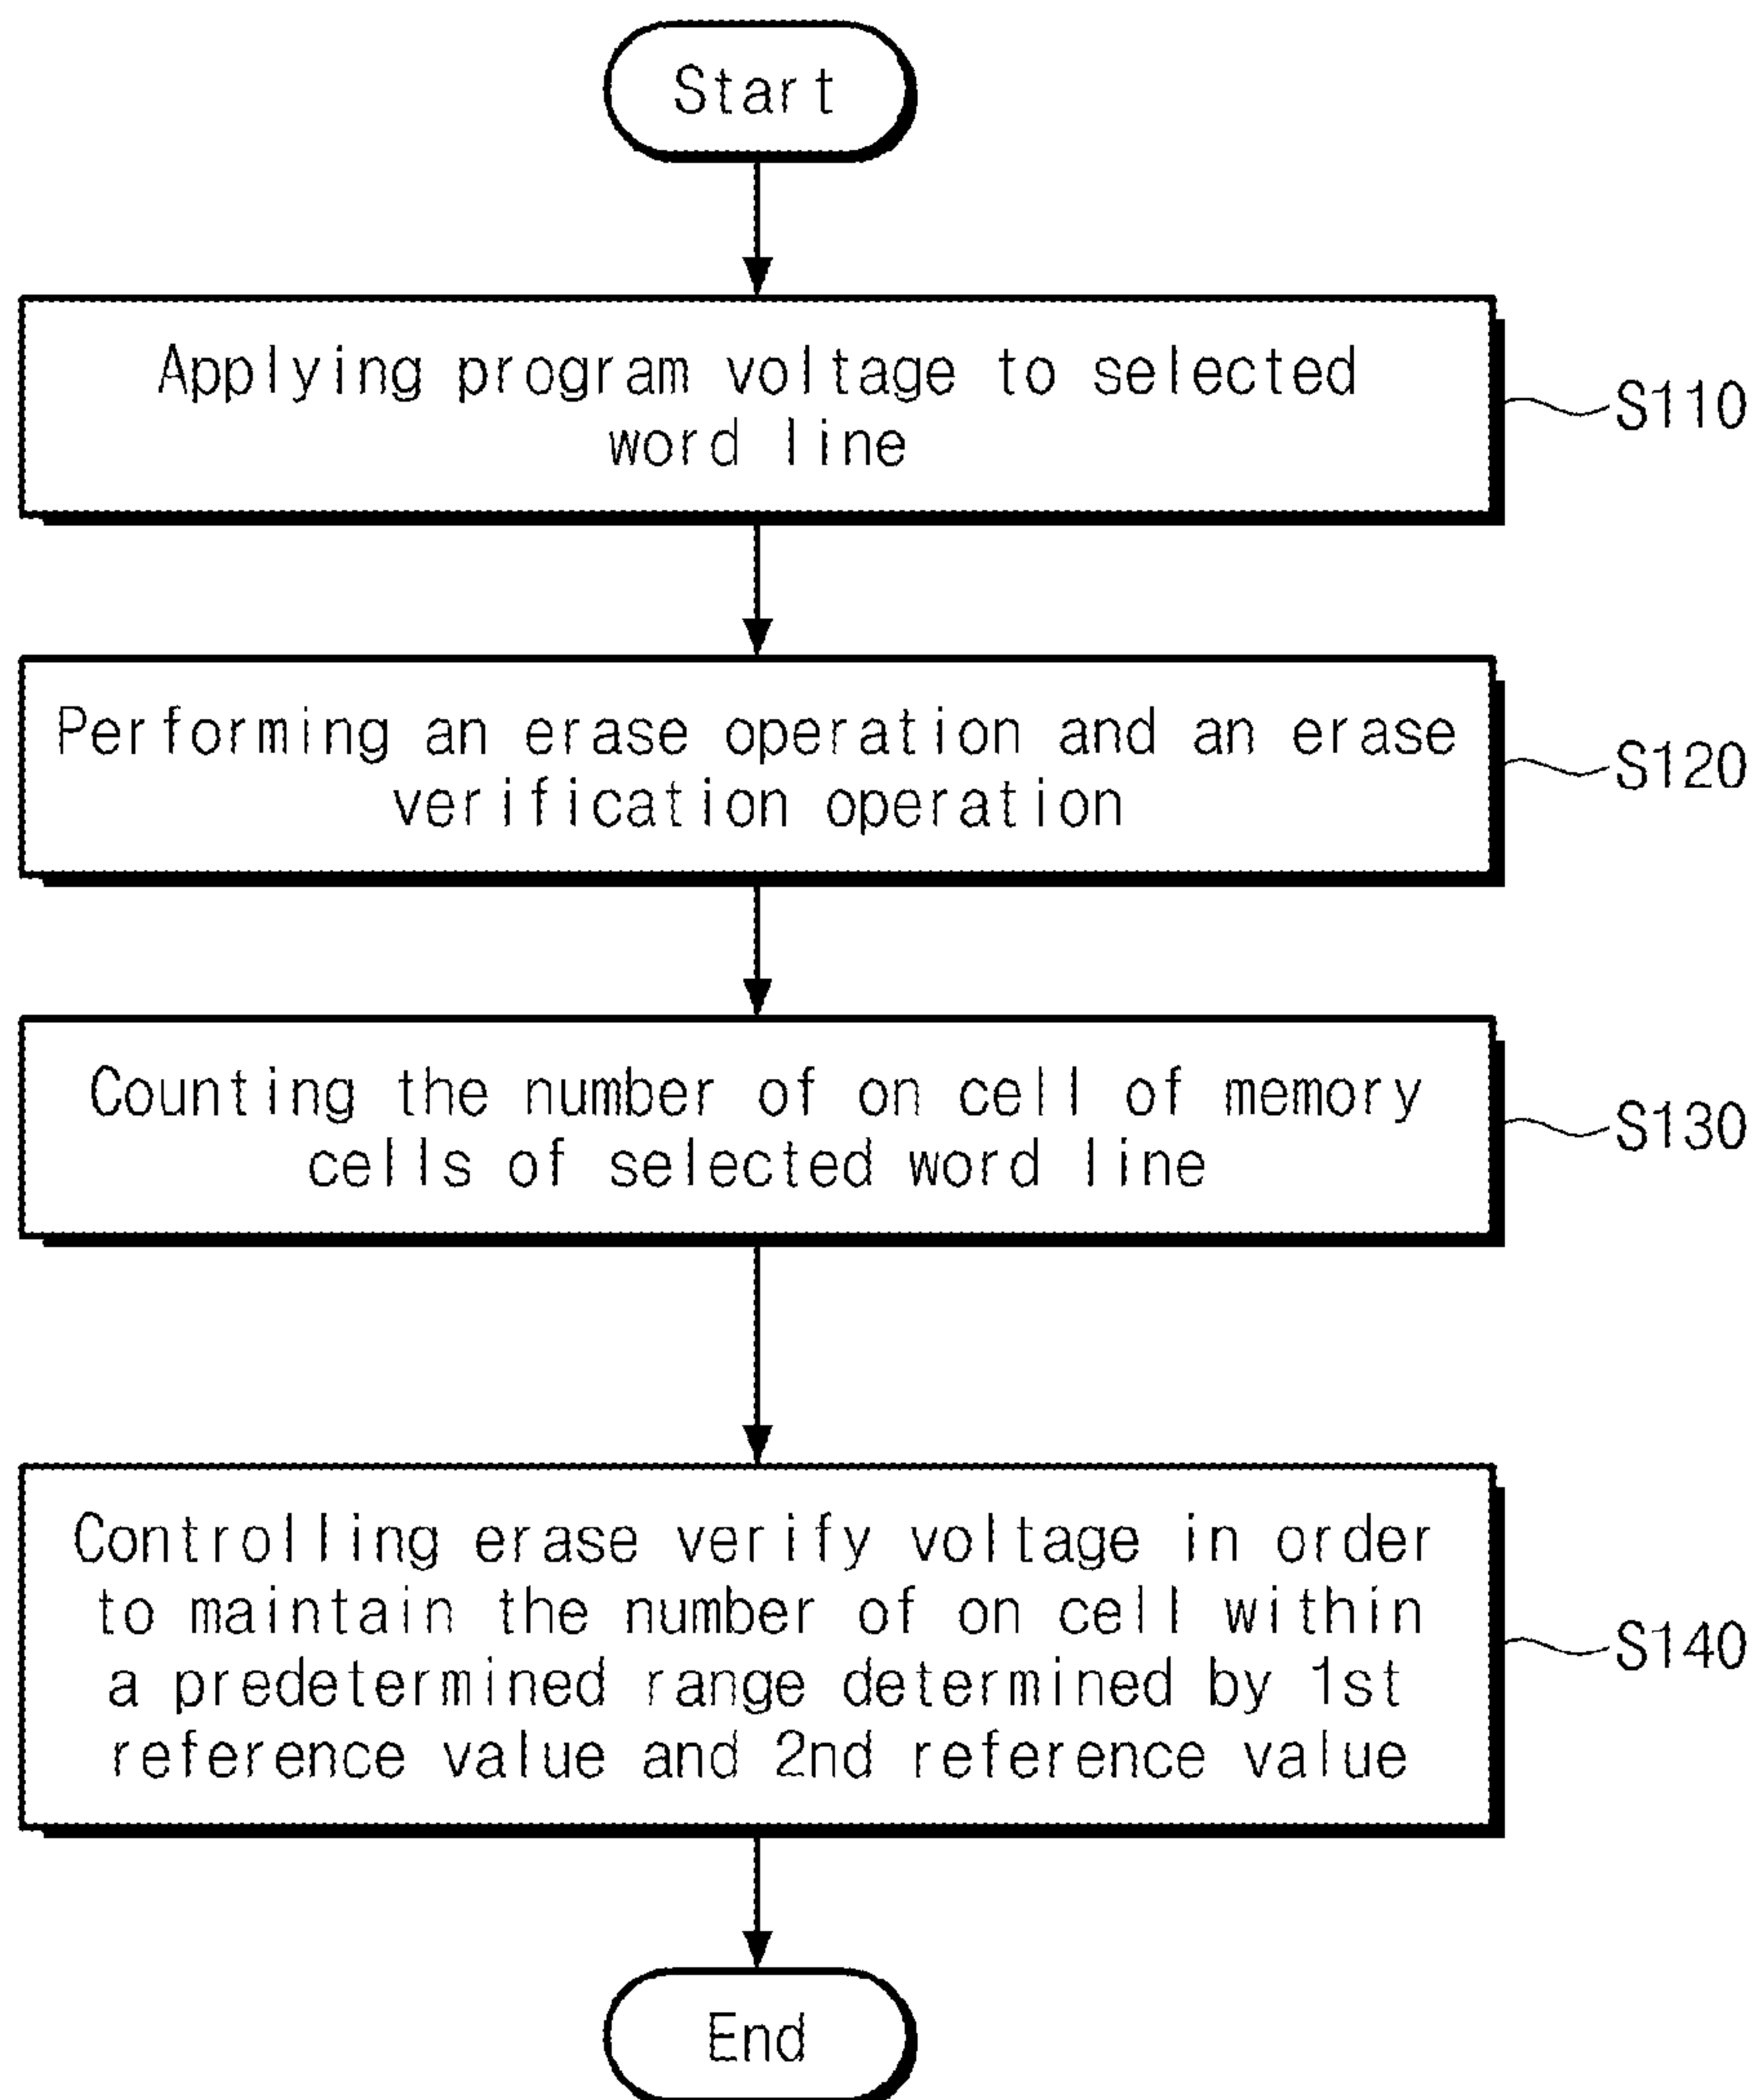 Start
Applying program voltage to selected
word line
S110
Performing an erase operation and an erase
verification operation
S120
Counting the number of on cell of memory
cells of selected word line
S130
Controlling erase verify voltage in order
to maintain the number of on cell within
a predetermined range determined by 1st
reference value and 2nd reference value
S140
End